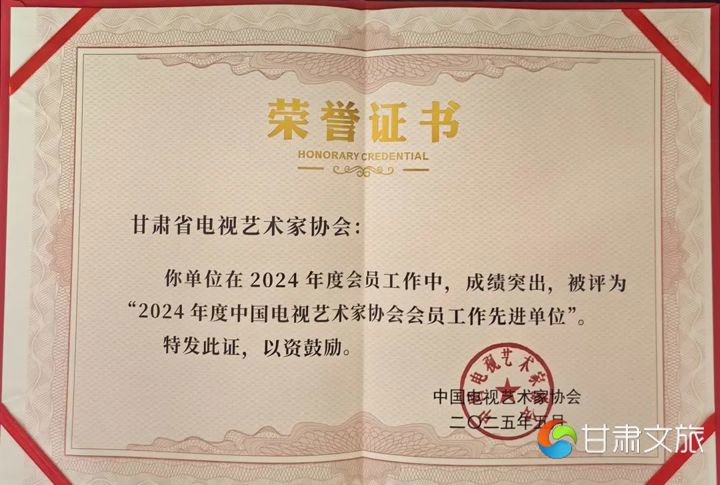 荣誉证书
HONORARY CREDENTIAL
甘肃省电视艺术家协会：
你单位在2024年度会员工作中，成绩突出，被评为
“2024年度中国电视艺术家协会会员工作先进单位”。
特发此证，以资鼓励。
中国电视艺术家协会
二〇二五年五月
甘肃文旅